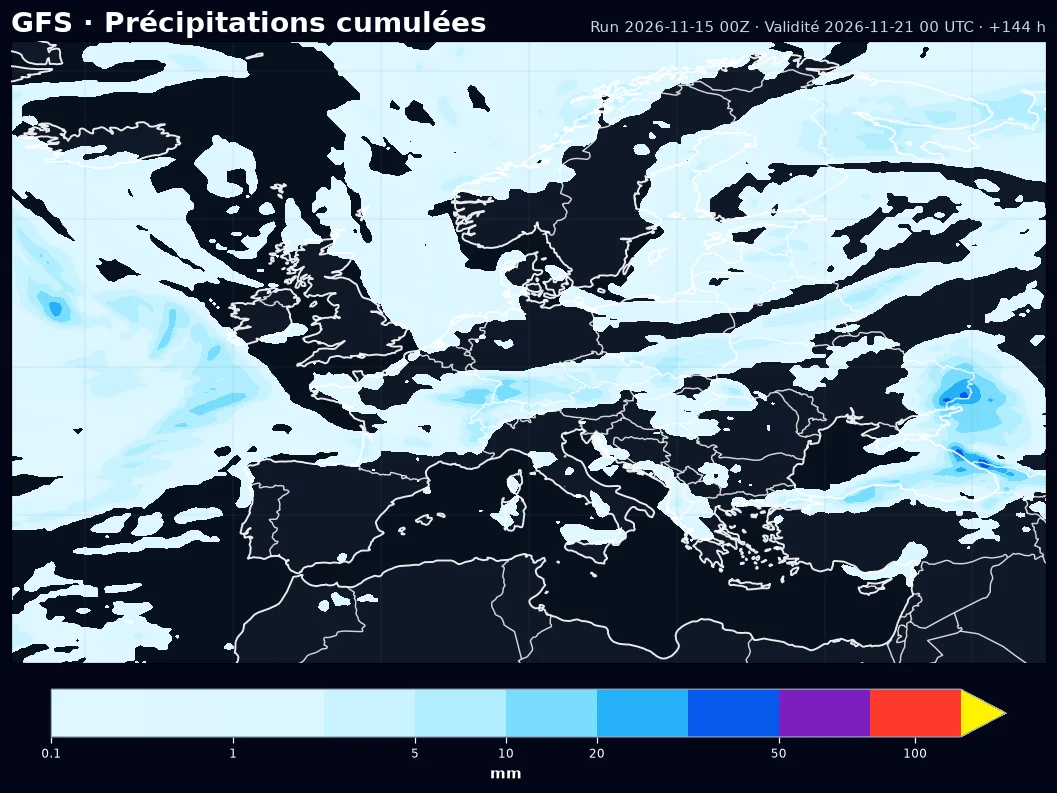 GFS · Précipitations cumulées
Run 2026-11-15 00Z · Validité 2026-11-21 00 UTC · +144 h
0.1 1 5 10 20 50 100
mm